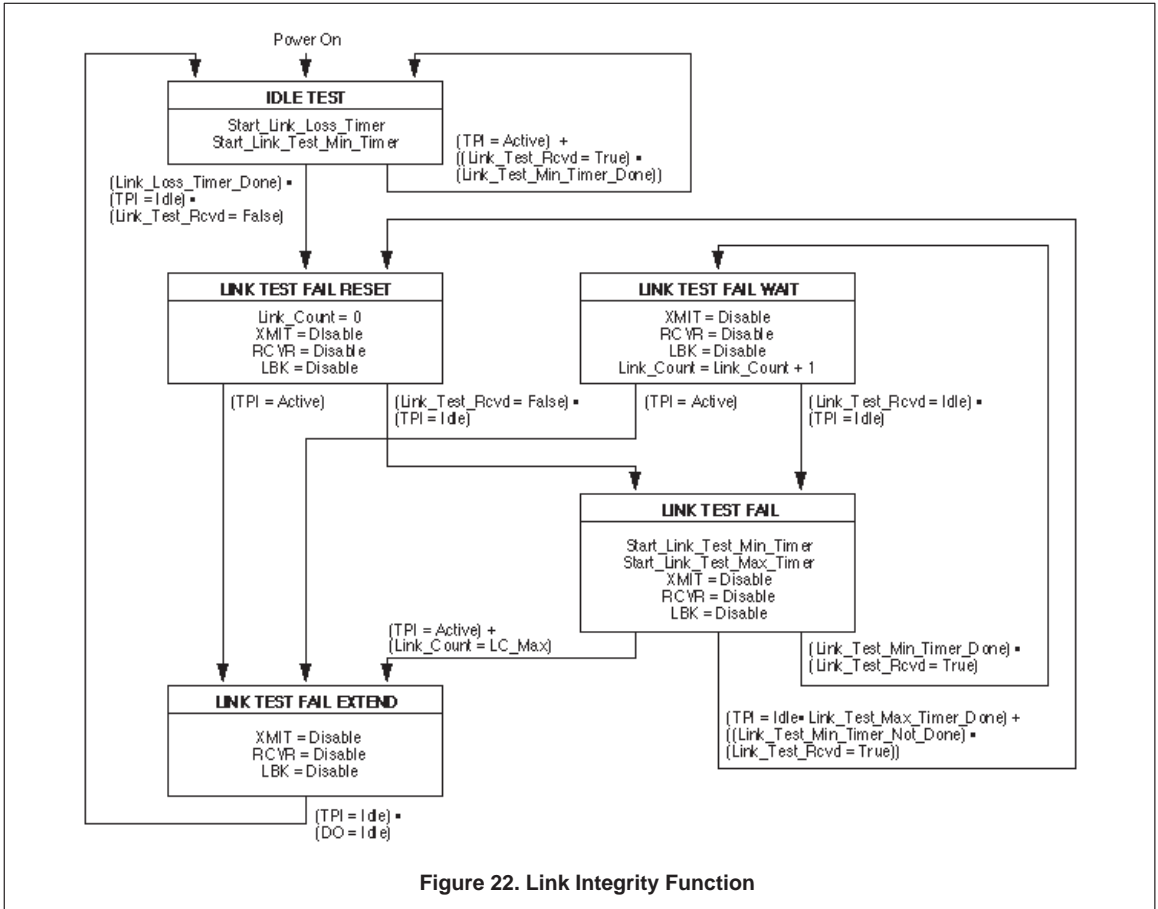 Power On
IDLE TEST
Start_Link_Loss_Timer
Start_Link_Test_Min_Timer
(TPI = Active) +
((Link_Test_Rcvd = True) ▪
(Link_Test_Min_Timer_Done))
(Link_Loss_Timer_Done) ▪
(TPI = Idle) ▪
(Link_Test_Rcvd = False)
LINK TEST FAIL RESET
Link_Count = 0
XMIT = Disable
RCVR = Disable
LBK = Disable
LINK TEST FAIL WAIT
XMIT = Disable
RCVR = Disable
LBK = Disable
Link_Count = Link_Count + 1
(TPI = Active)
(Link_Test_Rcvd = False) ▪
(TPI = Idle)
(TPI = Active)
(Link_Test_Rcvd = Idle) ▪
(TPI = Idle)
LINK TEST FAIL
Start_Link_Test_Min_Timer
Start_Link_Test_Max_Timer
XMIT = Disable
RCVR = Disable
LBK = Disable
(TPI = Active) +
(Link_Count = LC_Max)
(Link_Test_Min_Timer_Done) ▪
(Link_Test_Rcvd = True)
LINK TEST FAIL EXTEND
XMIT = Disable
RCVR = Disable
LBK = Disable
(TPI = Idle ▪ Link_Test_Max_Timer_Done) +
((Link_Test_Min_Timer_Not_Done) ▪
(Link_Test_Rcvd = True))
(TPI = Idle) ▪
(DO = Idle)
Figure 22. Link Integrity Function